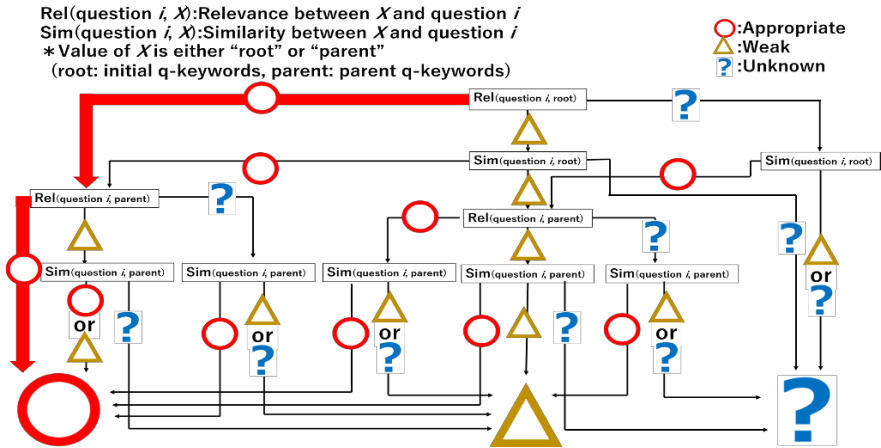 Rel(question i, X):Relevance between X and question i
Sim(question i, X):Similarity between X and question i
＊Value of X is either “root” or “parent”
(root: initial q-keywords, parent: parent q-keywords)
:Appropriate
:Weak
?:Unknown
Rel(question i, root)
?
Sim(question i, root)
Sim(question i, root)
Rel(question i, parent)
?
Rel(question i, parent)
?
?
Sim(question i, parent)
Sim(question i, parent)
Sim(question i, parent)
Sim(question i, parent)
Sim(question i, parent)
or
?
or
?
or
?
?
or
?
or
?
?